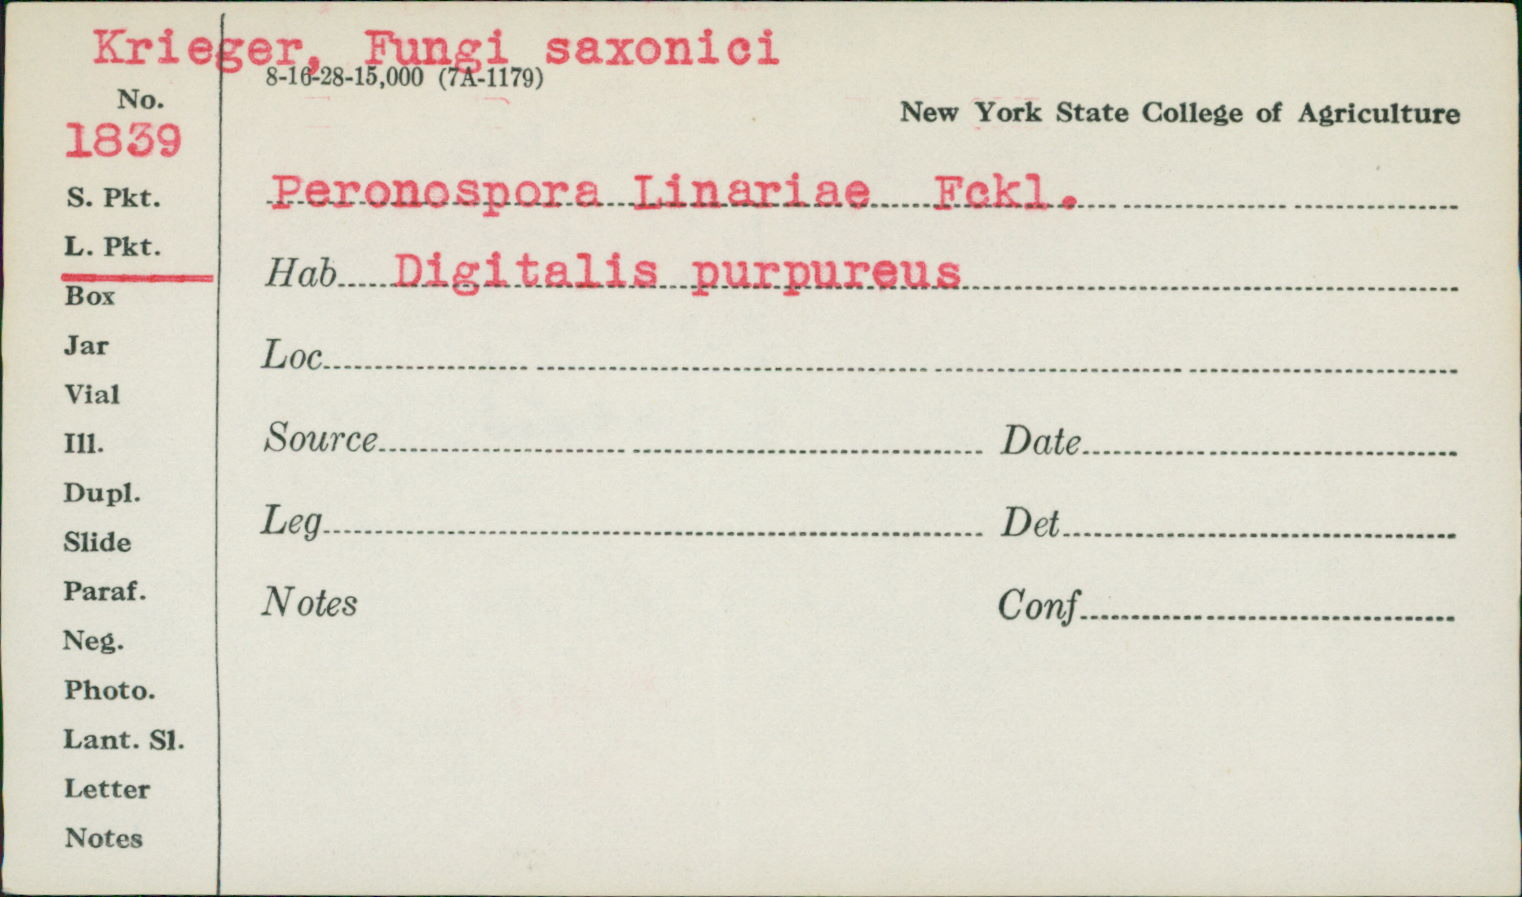 Krieger, Fungi saxonici
8-16-28-15,000 (7A-1179)
No.
1839
New York State College of Agriculture
S. Pkt.
Peronospora Linariae Fckl.
L. Pkt.
Hab Digitalis purpureus
Box
Jar
Loc
Vial
Ill.
Source Date
Dupl.
Slide
Leg Det
Paraf.
Notes Conf
Neg.
Photo.
Lant. Sl.
Letter
Notes